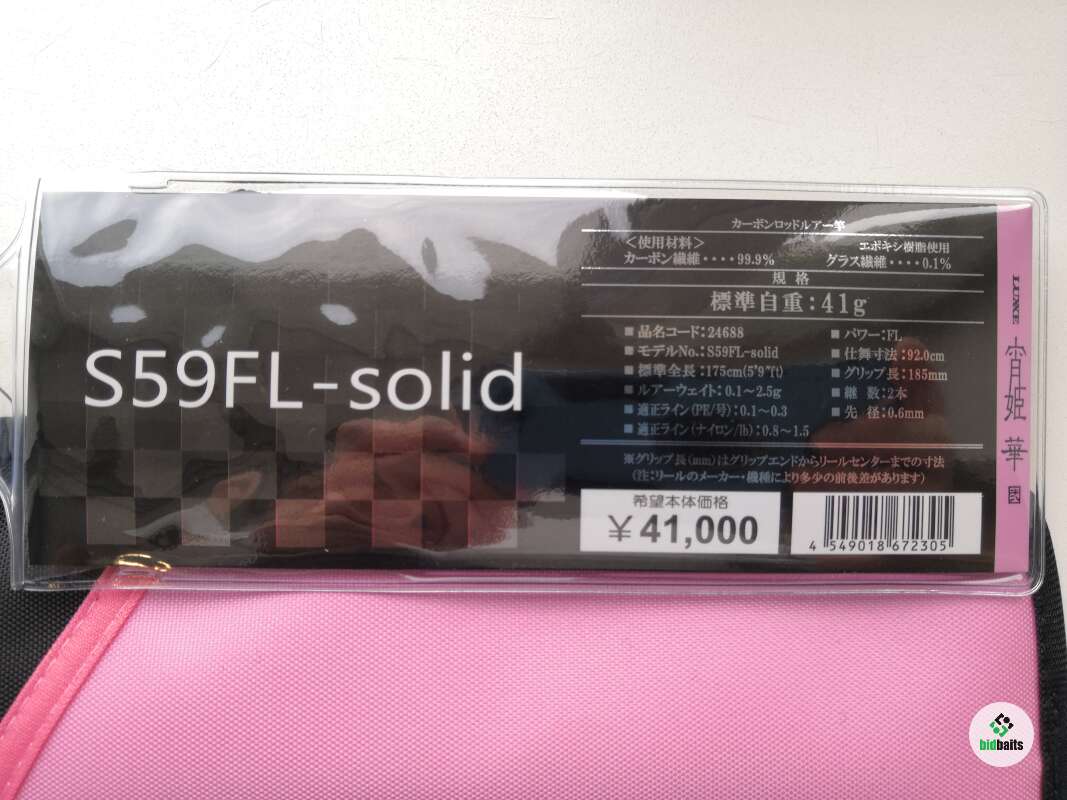 S59FL-solid
カーボンロッドルアー竿
＜使用材料＞
エポキシ樹脂使用
カーボン繊維・・・・99.9%
グラス繊維・・・・0.1%
規 格
標準自重：41g
■品名コード：24688
■モデルNo.：S59FL-solid
■標準全長：175cm(5'9"ft)
■ルアーウェイト：0.1～2.5g
■適正ライン(PE/号)：0.1～0.3
■適正ライン(ナイロン/lb)：0.8～1.5
■パワー：FL
■仕舞寸法：92.0cm
■グリップ長：185mm
■継 数：2本
■先 径：0.6mm
※グリップ長(mm)はグリップエンドからリールセンターまでの寸法
(注：リールのメーカー・機種により多少の前後差があります)
希望本体価格
￥41,000
4 549018 672305
LUXXE
宵姫 華
bidbaits